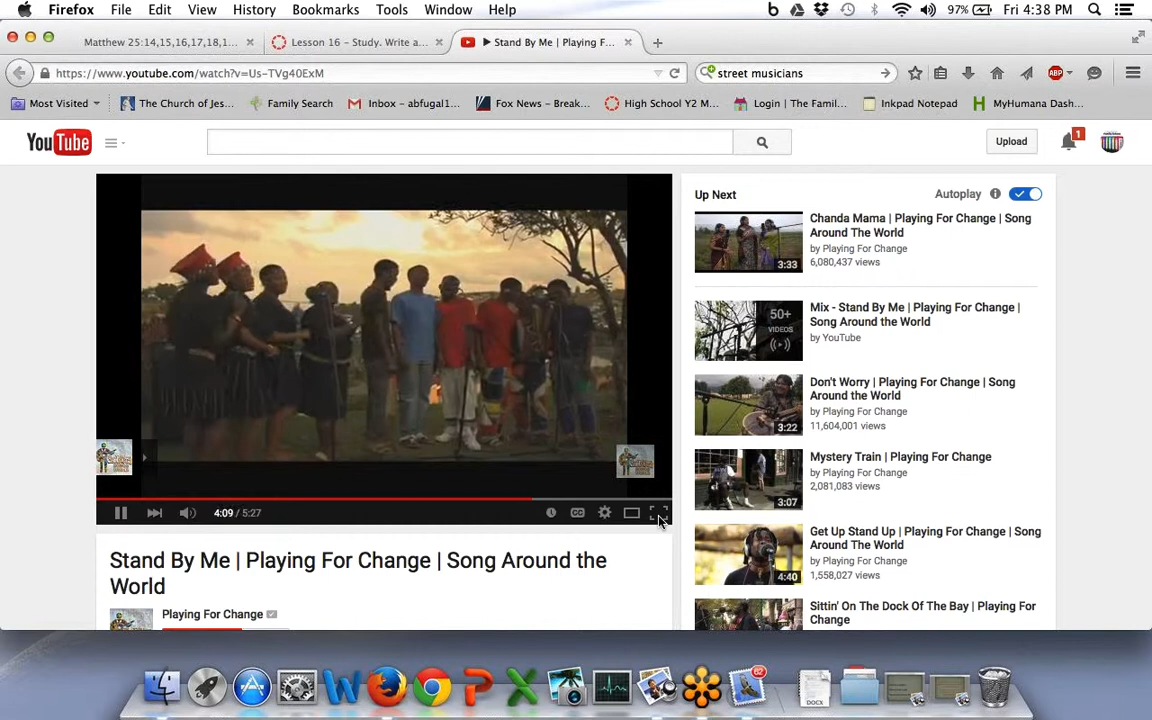 Firefox File Edit View History Bookmarks Tools Window Help 97% Fri 4:38 PM
Matthew 25:14,15,16,17,18,1... Lesson 16 – Study. Write a... ▶ Stand By Me | Playing F...
https://www.youtube.com/watch?v=Us-TVg40ExM street musicians ABP
Most Visited The Church of Jes... Family Search Inbox – abfugal1... Fox News – Break... High School Y2 M... Login | The Famil... Inkpad Notepad MyHumana Dash...
YouTube Upload 1
Up Next Autoplay
Chanda Mama | Playing For Change | Song
Around The World
by Playing For Change
6,080,437 views
3:33
Mix - Stand By Me | Playing For Change |
Song Around the World
by YouTube
50+
VIDEOS
Don't Worry | Playing For Change | Song
Around the World
by Playing For Change
11,604,001 views
3:22
Mystery Train | Playing For Change
by Playing For Change
2,081,083 views
3:07
Get Up Stand Up | Playing For Change | Song
Around The World
by Playing For Change
1,558,027 views
4:40
Sittin' On The Dock Of The Bay | Playing For
Change
4:09 / 5:27 CC
Stand By Me | Playing For Change | Song Around the
World
Playing For Change
82
DOCX